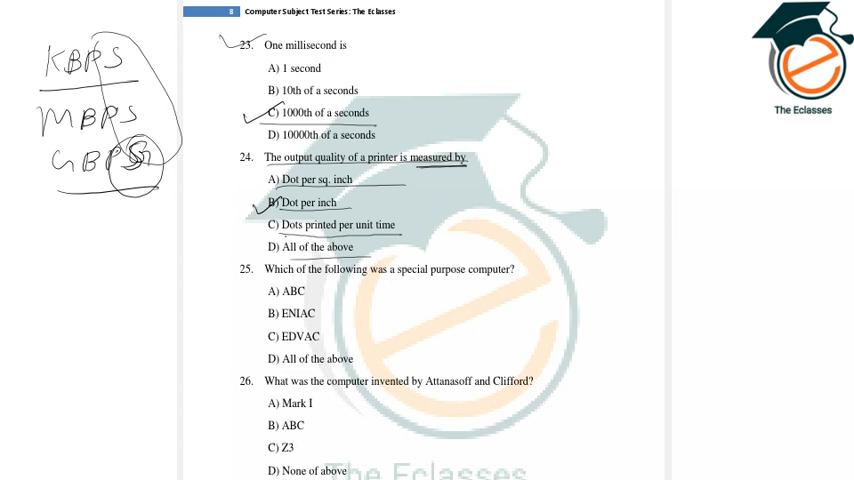 8 Computer Subject Test Series: The Eclasses
KBPS
MBPS
GBPS
The Eclasses
23. One millisecond is
A) 1 second
B) 10th of a seconds
C) 1000th of a seconds
D) 10000th of a seconds
24. The output quality of a printer is measured by
A) Dot per sq. inch
B) Dot per inch
C) Dots printed per unit time
D) All of the above
25. Which of the following was a special purpose computer?
A) ABC
B) ENIAC
C) EDVAC
D) All of the above
26. What was the computer invented by Attanasoff and Clifford?
A) Mark I
B) ABC
C) Z3
D) None of above
The Eclasses